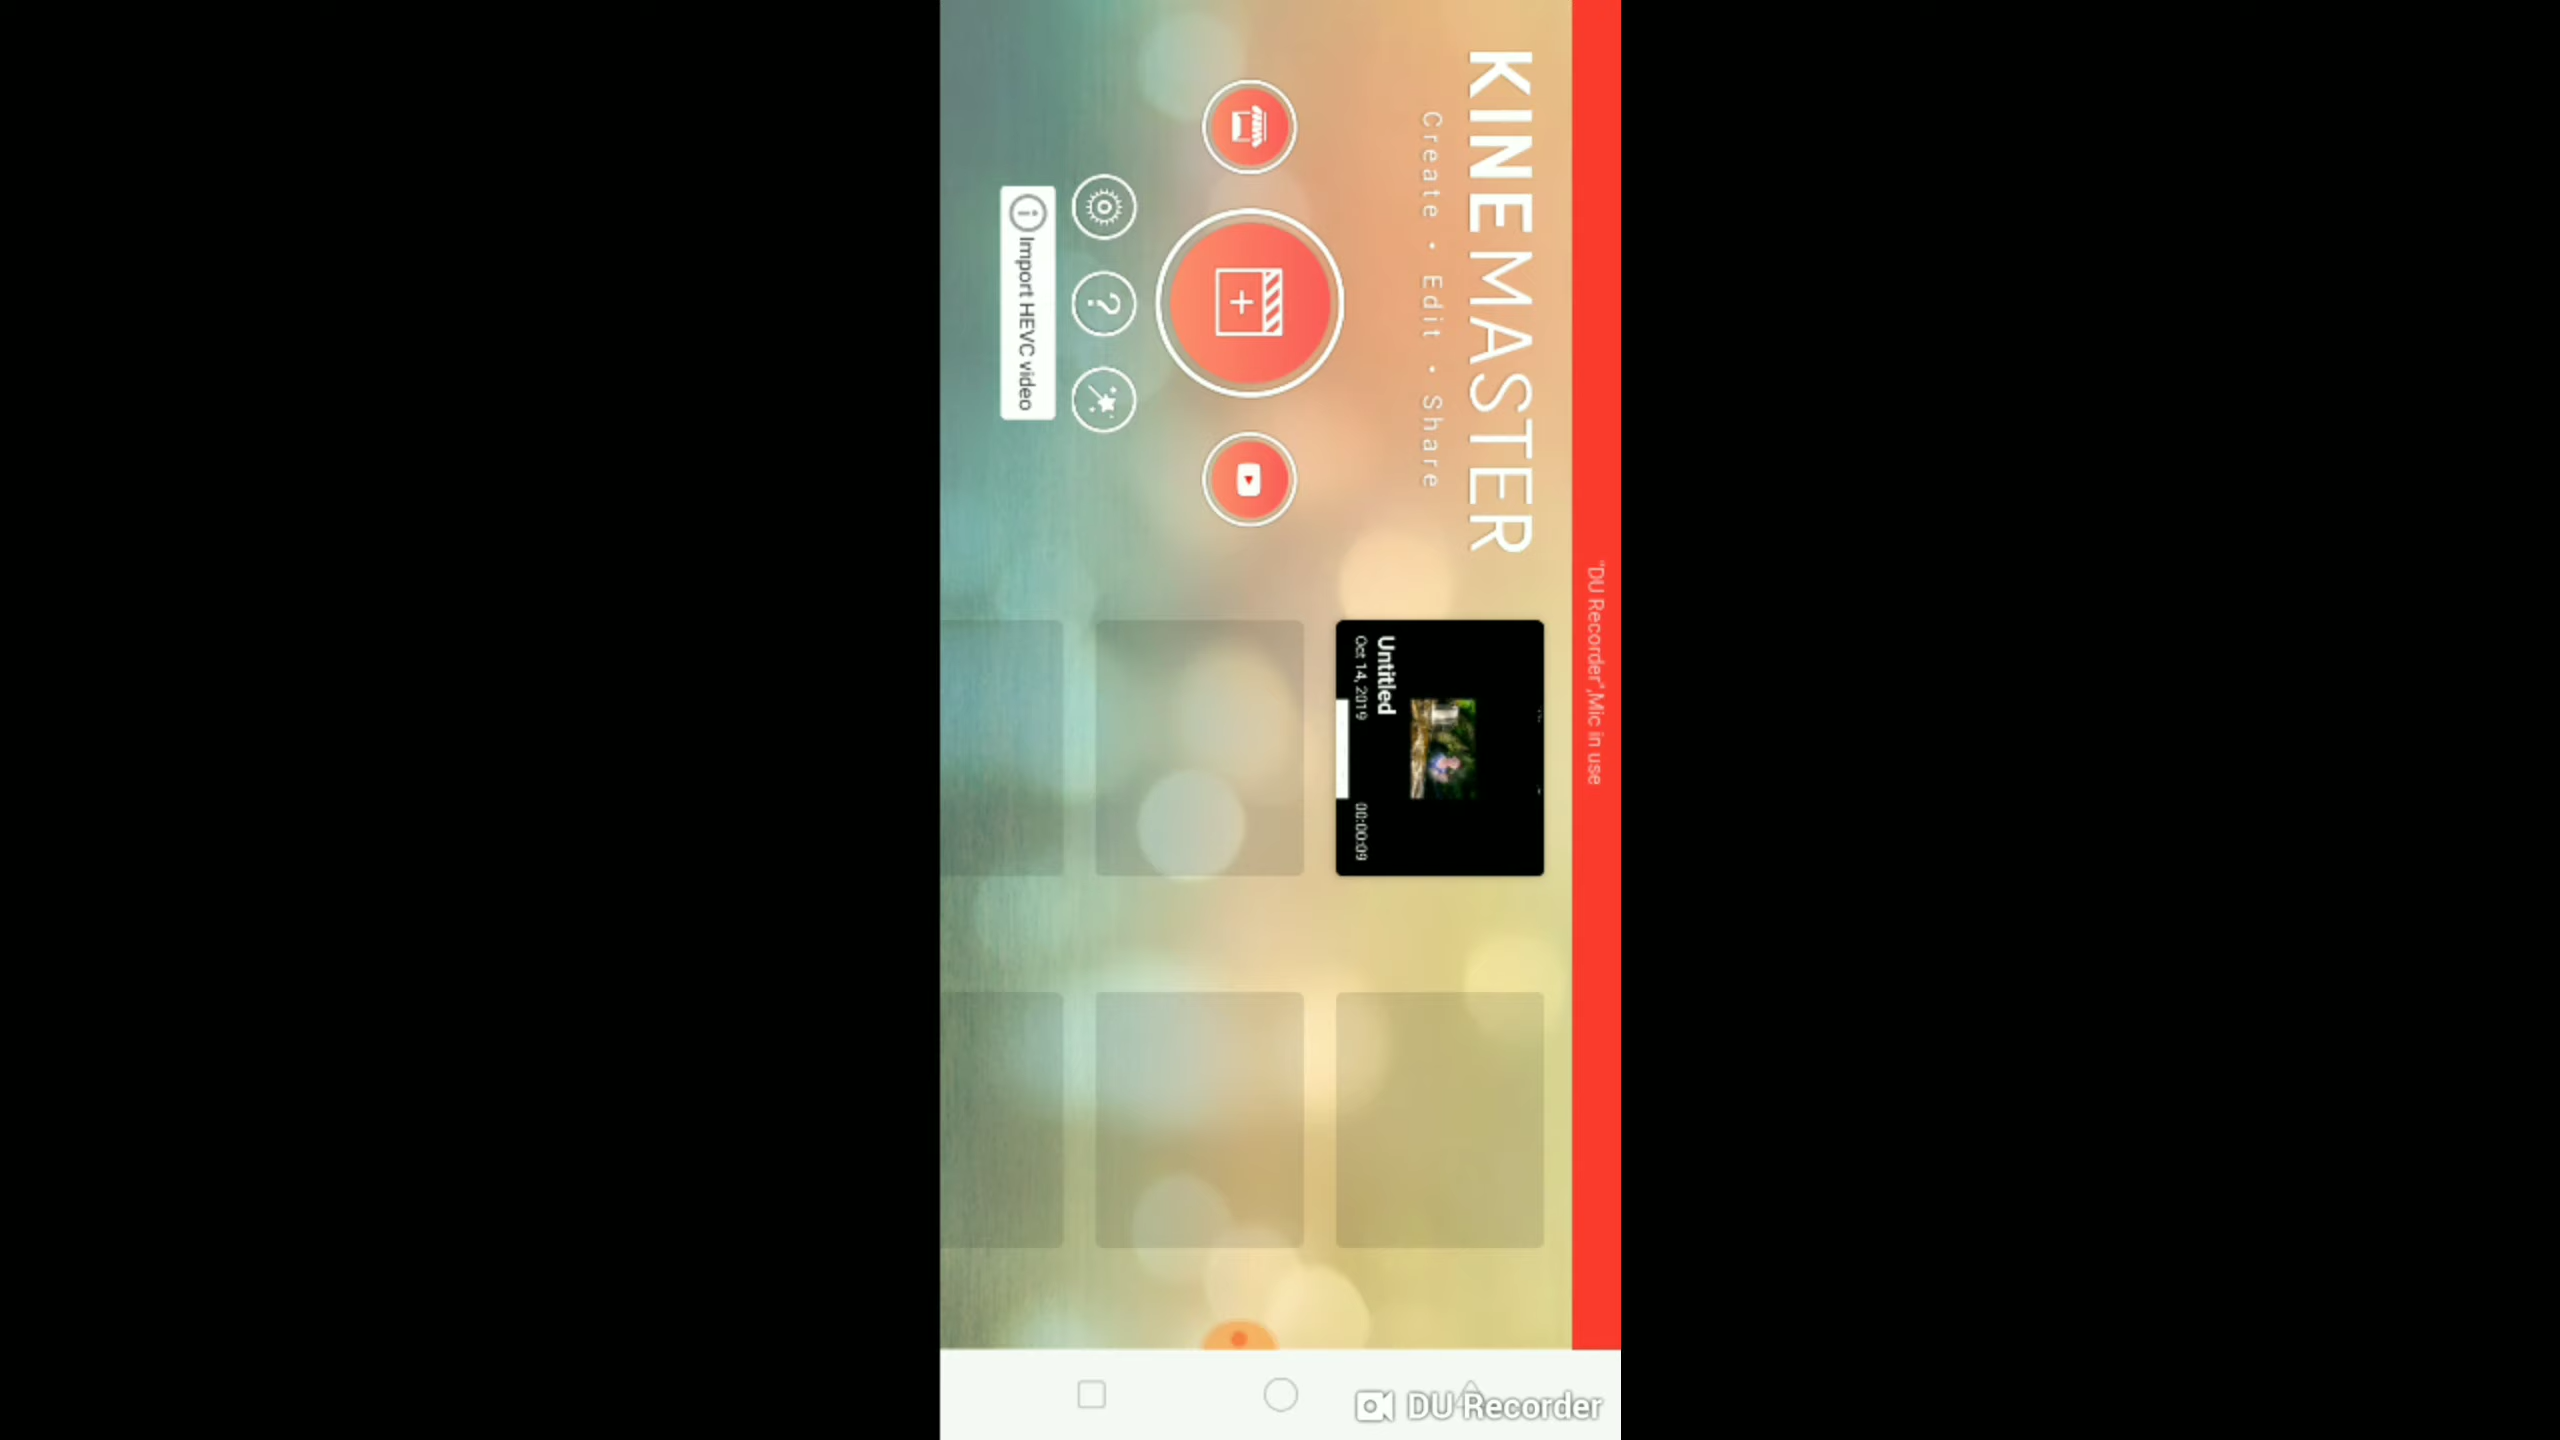 "DU Recorder",Mic in use
KINEMASTER
Create • Edit • Share
Import HEVC video
Untitled
Oct 14, 2019
00:00:09
DU Recorder